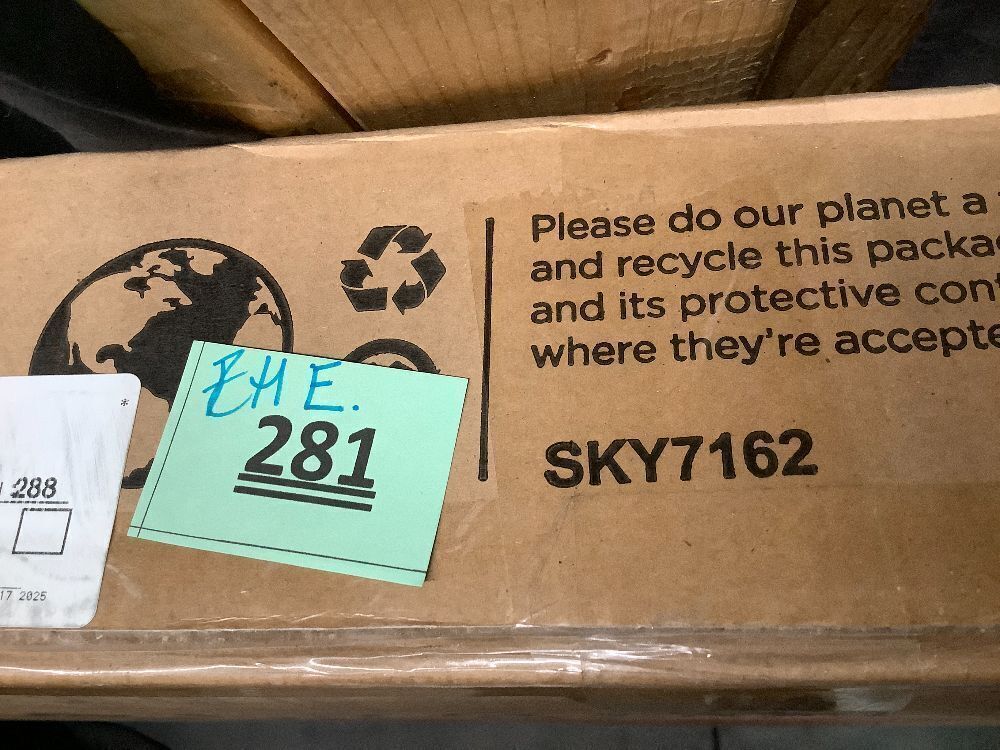 Please do our planet a
and recycle this packa
and its protective con
where they're accepte
SKY7162
EHE.
281
288
*
17 2025